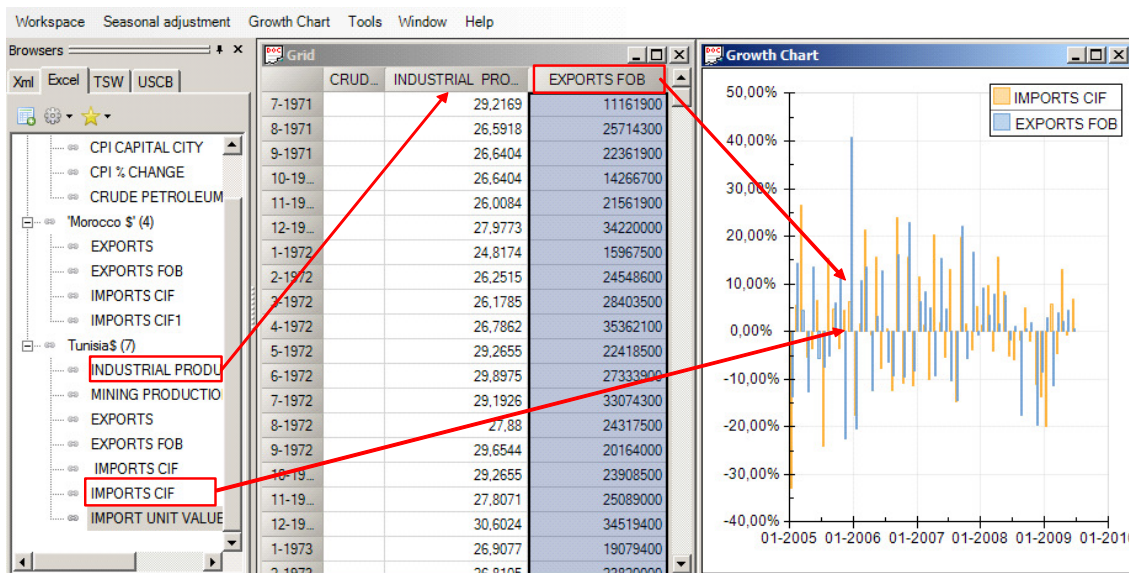 Workspace Seasonal adjustment Growth Chart Tools Window Help
Browsers
Xml Excel TSW USCB
CPI CAPITAL CITY
CPI % CHANGE
CRUDE PETROLEUM
'Morocco $' (4)
EXPORTS
EXPORTS FOB
IMPORTS CIF
IMPORTS CIF1
Tunisia$ (7)
INDUSTRIAL PRODU
MINING PRODUCTIO
EXPORTS
EXPORTS FOB
IMPORTS CIF
IMPORTS CIF
IMPORT UNIT VALUE
DOC Grid
CRUD... INDUSTRIAL PRO... EXPORTS FOB
7-1971 29,2169 11161900
8-1971 26,5918 25714300
9-1971 26,6404 22361900
10-19... 26,6404 14266700
11-19... 26,0084 21561900
12-19... 27,9773 34220000
1-1972 24,8174 15967500
2-1972 26,2515 24548600
3-1972 26,1785 28403500
4-1972 26,7862 35362100
5-1972 29,2655 22418500
6-1972 29,8975 27333900
7-1972 29,1926 33074300
8-1972 27,88 24317500
9-1972 29,6544 20164000
10-19... 29,2655 23908500
11-19... 27,8071 25089000
12-19... 30,6024 34519400
1-1973 26,9077 19079400
2-1973 26,8105 23820000
DOC Growth Chart
IMPORTS CIF
EXPORTS FOB
50,00%
40,00%
30,00%
20,00%
10,00%
0,00%
-10,00%
-20,00%
-30,00%
-40,00%
01-2005 01-2006 01-2007 01-2008 01-2009 01-2010